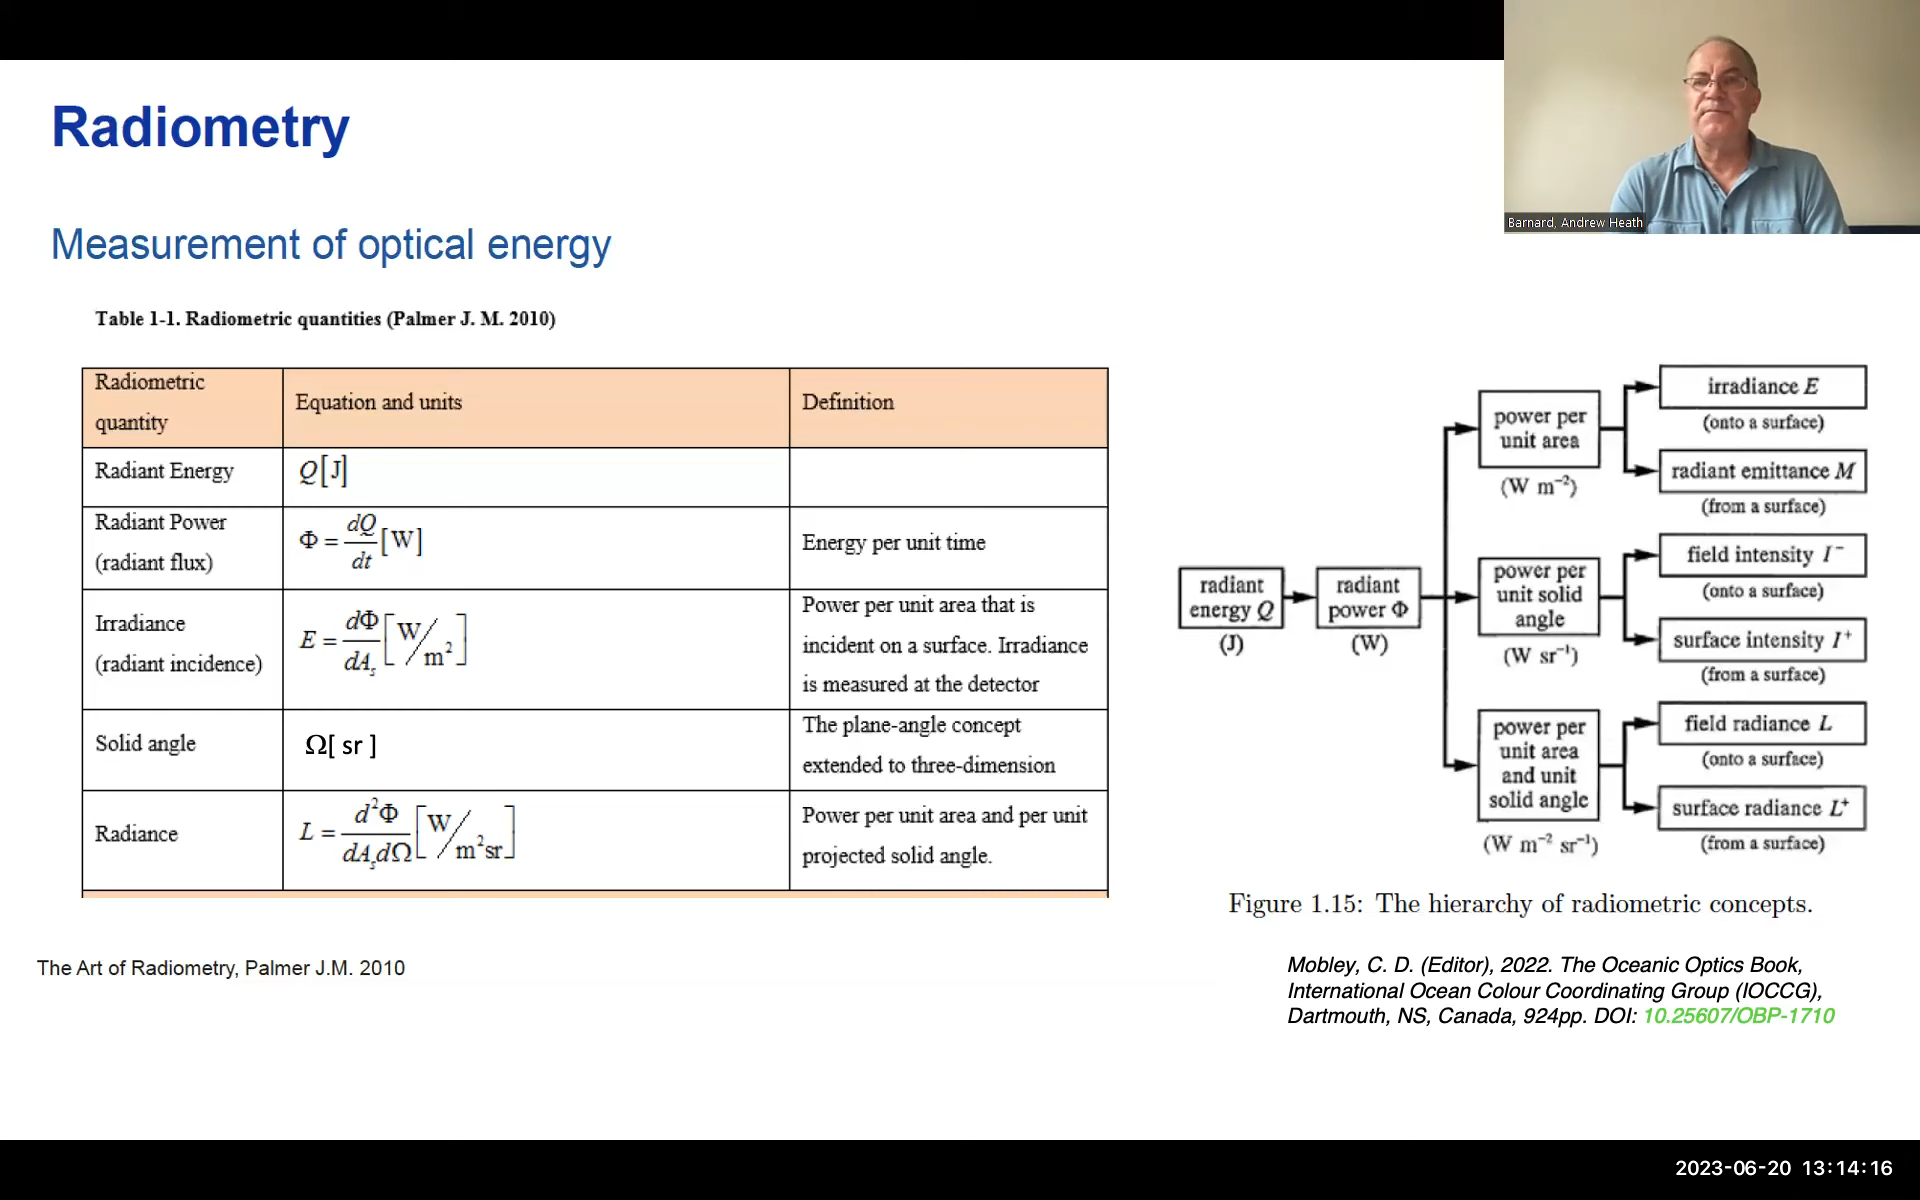 Radiometry
Barnard, Andrew Heath
Measurement of optical energy
Table 1-1. Radiometric quantities (Palmer J. M. 2010)
Radiometric
quantity
Equation and units
Definition
Radiant Energy
Q[J]
Radiant Power
(radiant flux)
Φ = dQ/dt [W]
Energy per unit time
Irradiance
(radiant incidence)
E = dΦ/dAₛ [W/m²]
Power per unit area that is
incident on a surface. Irradiance
is measured at the detector
Solid angle
Ω[ sr ]
The plane-angle concept
extended to three-dimension
Radiance
L = d²Φ/dAₛdΩ [W/m²sr]
Power per unit area and per unit
projected solid angle.
The Art of Radiometry, Palmer J.M. 2010
radiant
energy Q
(J)
radiant
power Φ
(W)
power per
unit area
(W m⁻²)
irradiance E
(onto a surface)
radiant emittance M
(from a surface)
power per
unit solid
angle
(W sr⁻¹)
field intensity I⁻
(onto a surface)
surface intensity I⁺
(from a surface)
power per
unit area
and unit
solid angle
(W m⁻² sr⁻¹)
field radiance L
(onto a surface)
surface radiance L⁺
(from a surface)
Figure 1.15: The hierarchy of radiometric concepts.
Mobley, C. D. (Editor), 2022. The Oceanic Optics Book,
International Ocean Colour Coordinating Group (IOCCG),
Dartmouth, NS, Canada, 924pp. DOI: 10.25607/OBP-1710
2023-06-20 13:14:16